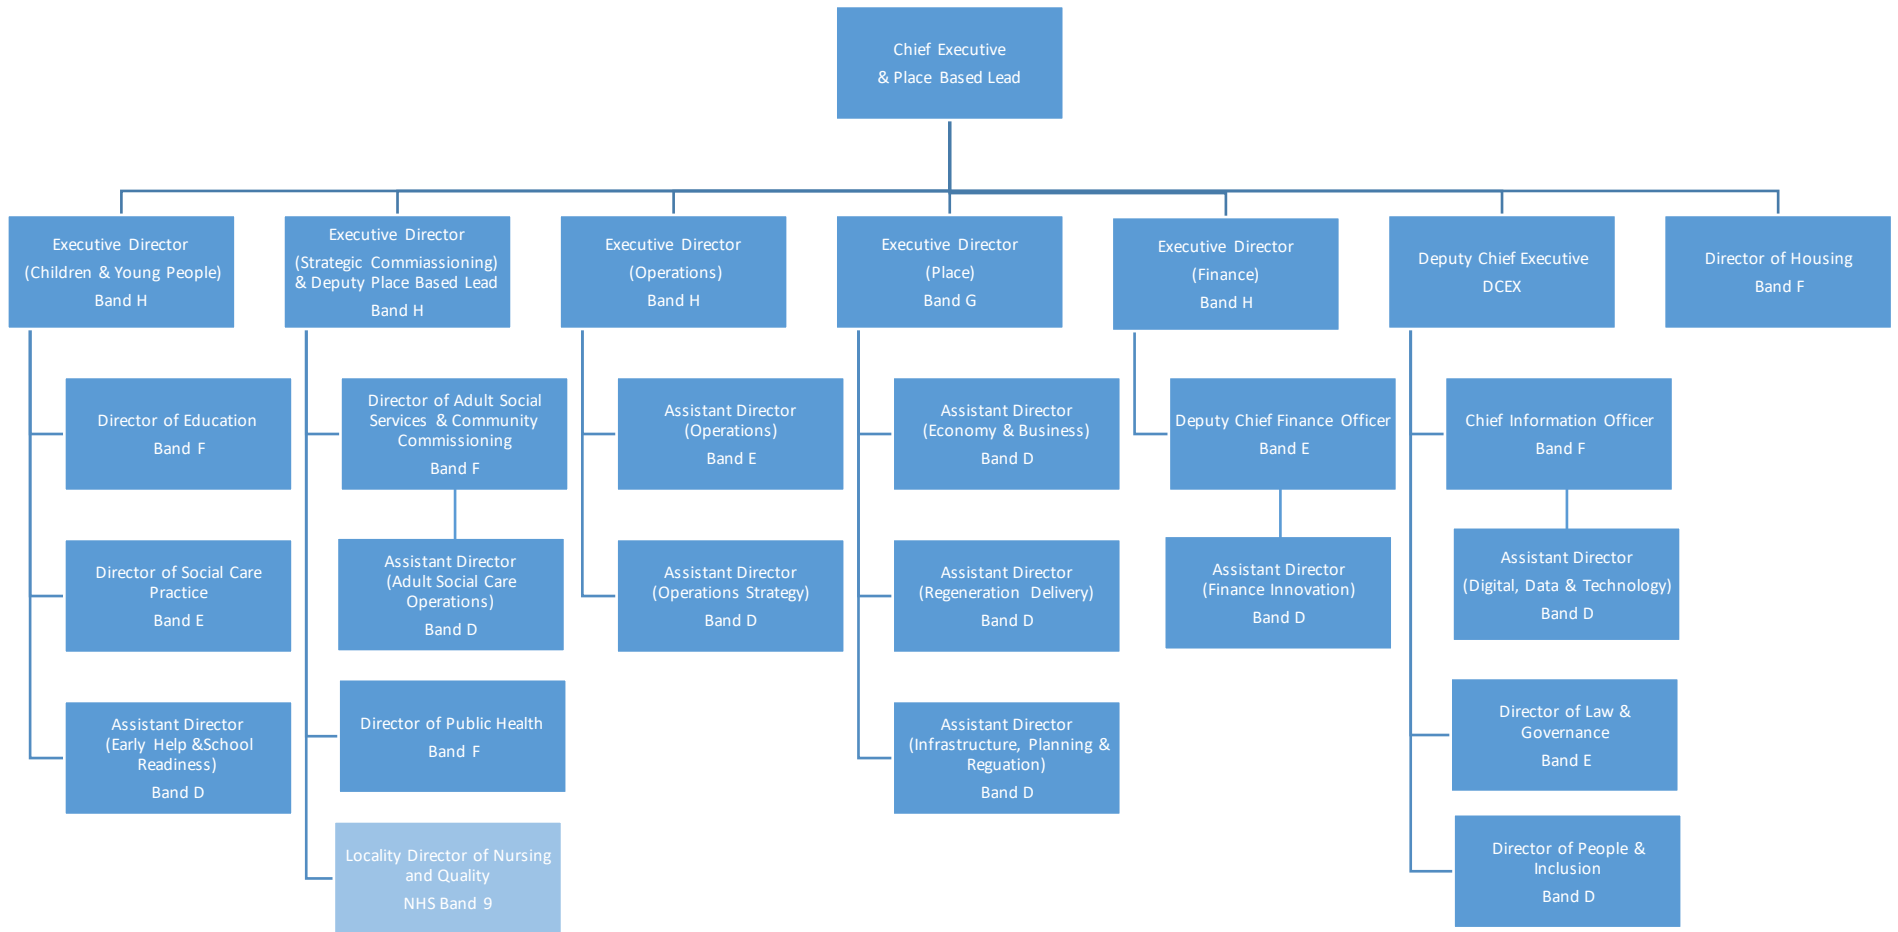 Chief Executive
& Place Based Lead
Executive Director
(Children & Young People)
Band H
Executive Director
(Strategic Commiassioning)
& Deputy Place Based Lead
Band H
Executive Director
(Operations)
Band H
Executive Director
(Place)
Band G
Executive Director
(Finance)
Band H
Deputy Chief Executive
DCEX
Director of Housing
Band F
Director of Education
Band F
Director of Social Care
Practice
Band E
Assistant Director
(Early Help &School
Readiness)
Band D
Director of Adult Social
Services & Community
Commissioning
Band F
Assistant Director
(Adult Social Care
Operations)
Band D
Director of Public Health
Band F
Locality Director of Nursing
and Quality
NHS Band 9
Assistant Director
(Operations)
Band E
Assistant Director
(Operations Strategy)
Band D
Assistant Director
(Economy & Business)
Band D
Assistant Director
(Regeneration Delivery)
Band D
Assistant Director
(Infrastructure, Planning &
Reguation)
Band D
Deputy Chief Finance Officer
Band E
Assistant Director
(Finance Innovation)
Band D
Chief Information Officer
Band F
Assistant Director
(Digital, Data & Technology)
Band D
Director of Law &
Governance
Band E
Director of People &
Inclusion
Band D